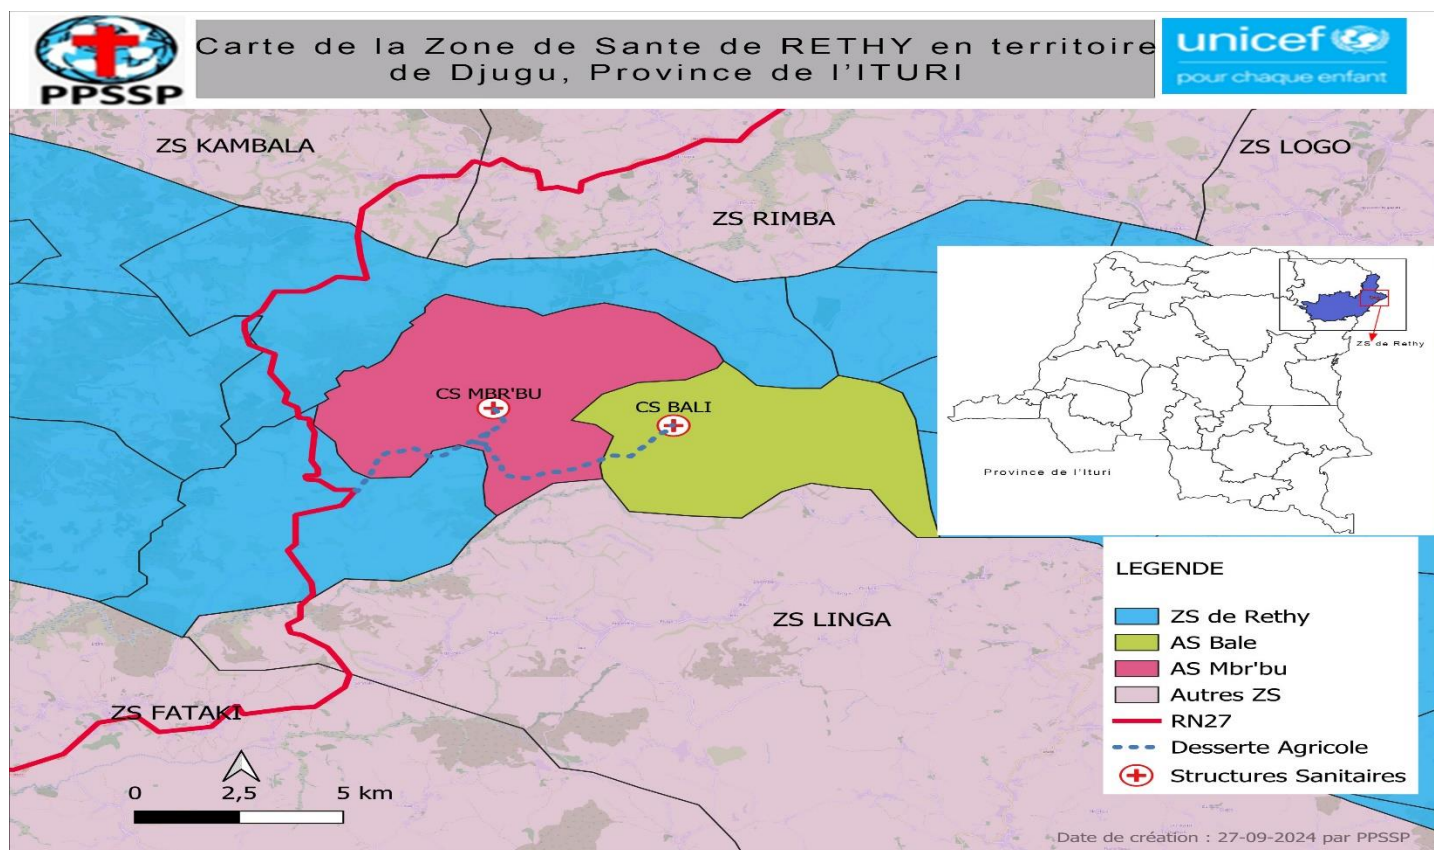 PPSSP
Carte de la Zone de Sante de RETHY en territoire
de Djugu, Province de l'ITURI
unicef
pour chaque enfant
ZS KAMBALA
ZS LOGO
ZS RIMBA
ZS de Rethy
Province de l'Ituri
CS MBR'BU
CS BALI
ZS LINGA
ZS FATAKI
LEGENDE
ZS de Rethy
AS Bale
AS Mbr'bu
Autres ZS
RN27
Desserte Agricole
Structures Sanitaires
0 2,5 5 km
Date de création : 27-09-2024 par PPSSP